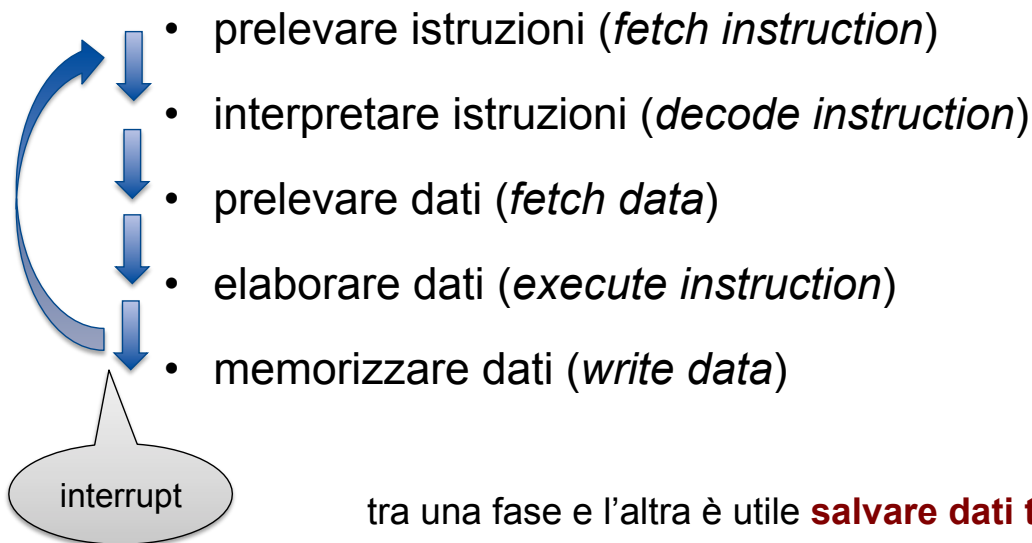 • prelevare istruzioni (fetch instruction)
• interpretare istruzioni (decode instruction)
• prelevare dati (fetch data)
• elaborare dati (execute instruction)
• memorizzare dati (write data)
interrupt
tra una fase e l’altra è utile salvare dati